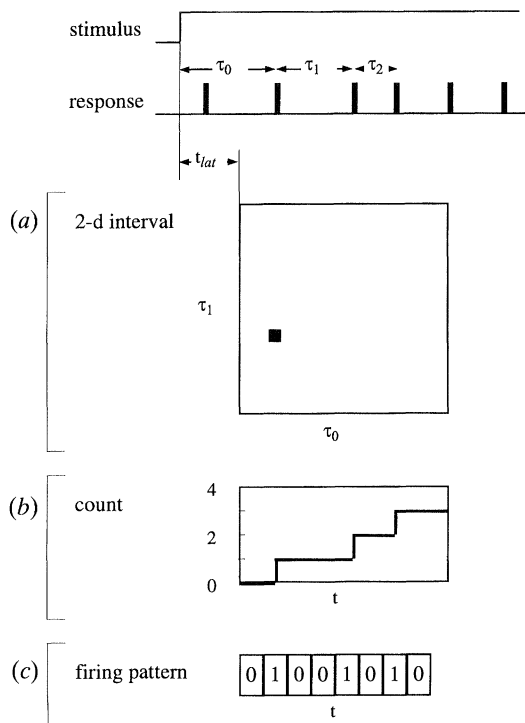 stimulus
τ0 τ1 τ2
response
tlat
(a) 2-d interval
τ1
τ0
(b) count
4
2
0
t
(c) firing pattern
0 1 0 0 1 0 1 0
t